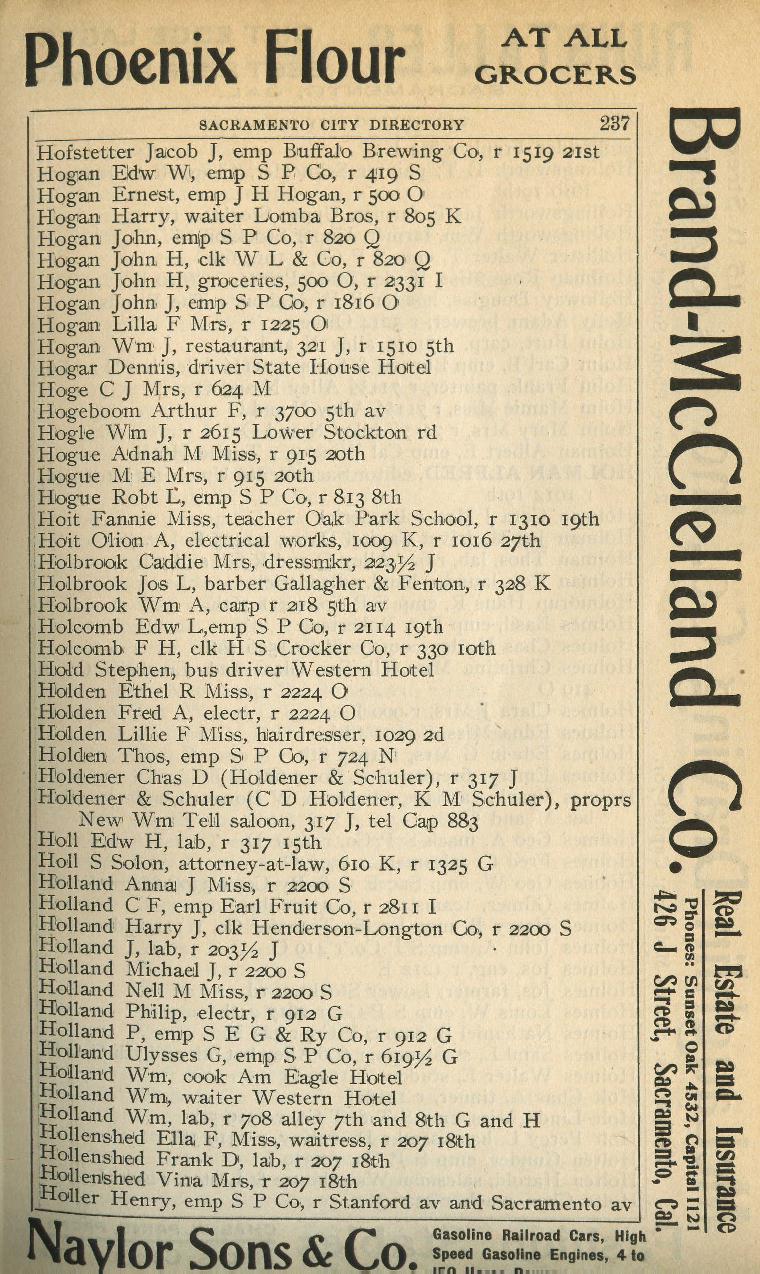 Phoenix Flour
AT ALL
GROCERS
SACRAMENTO CITY DIRECTORY 237
Hofstetter Jacob J, emp Buffalo Brewing Co, r 1519 21st
Hogan Edw W, emp S P Co, r 419 S
Hogan Ernest, emp J H Hogan, r 500 O
Hogan Harry, waiter Lomba Bros, r 805 K
Hogan John, emp S P Co, r 820 Q
Hogan John H, clk W L & Co, r 820 Q
Hogan John H, groceries, 500 O, r 2331 I
Hogan John J, emp S P Co, r 1816 O
Hogan Lilla F Mrs, r 1225 O
Hogan Wm J, restaurant, 321 J, r 1510 5th
Hogar Dennis, driver State House Hotel
Hoge C J Mrs, r 624 M
Hogeboom Arthur F, r 3700 5th av
Hogle Wm J, r 2615 Lower Stockton rd
Hogue Adnah M Miss, r 915 20th
Hogue M E Mrs, r 915 20th
Hogue Robt L, emp S P Co, r 813 8th
Hoit Fannie Miss, teacher Oak Park School, r 1310 19th
Hoit Olion A, electrical works, 1009 K, r 1016 27th
Holbrook Caddie Mrs, dressmkr, 223½ J
Holbrook Jos L, barber Gallagher & Fenton, r 328 K
Holbrook Wm A, carp r 218 5th av
Holcomb Edw L,emp S P Co, r 2114 19th
Holcomb F H, clk H S Crocker Co, r 330 10th
Hold Stephen, bus driver Western Hotel
Holden Ethel R Miss, r 2224 O
Holden Fred A, electr, r 2224 O
Holden Lillie F Miss, hairdresser, 1029 2d
Holden Thos, emp S P Co, r 724 N
Holdener Chas D (Holdener & Schuler), r 317 J
Holdener & Schuler (C D Holdener, K M Schuler), proprs
New Wm Tell saloon, 317 J, tel Cap 883
Holl Edw H, lab, r 317 15th
Holl S Solon, attorney-at-law, 610 K, r 1325 G
Holland Anna J Miss, r 2200 S
Holland C F, emp Earl Fruit Co, r 2811 I
Holland Harry J, clk Henderson-Longton Co, r 2200 S
Holland J, lab, r 203½ J
Holland Michael J, r 2200 S
Holland Nell M Miss, r 2200 S
Holland Philip, electr, r 912 G
Holland P, emp S E G & Ry Co, r 912 G
Holland Ulysses G, emp S P Co, r 619½ G
Holland Wm, cook Am Eagle Hotel
Holland Wm, waiter Western Hotel
Holland Wm, lab, r 708 alley 7th and 8th G and H
Hollenshed Ella F, Miss, waitress, r 207 18th
Hollenshed Frank D, lab, r 207 18th
Hollenshed Vina Mrs, r 207 18th
Holler Henry, emp S P Co, r Stanford av and Sacramento av
Brand-McClelland Co.
Real Estate and Insurance
Phones: Sunset Oak 4532, Capital 1121
426 J Street, Sacramento, Cal.
Naylor Sons & Co.
Gasoline Railroad Cars, High
Speed Gasoline Engines, 4 to